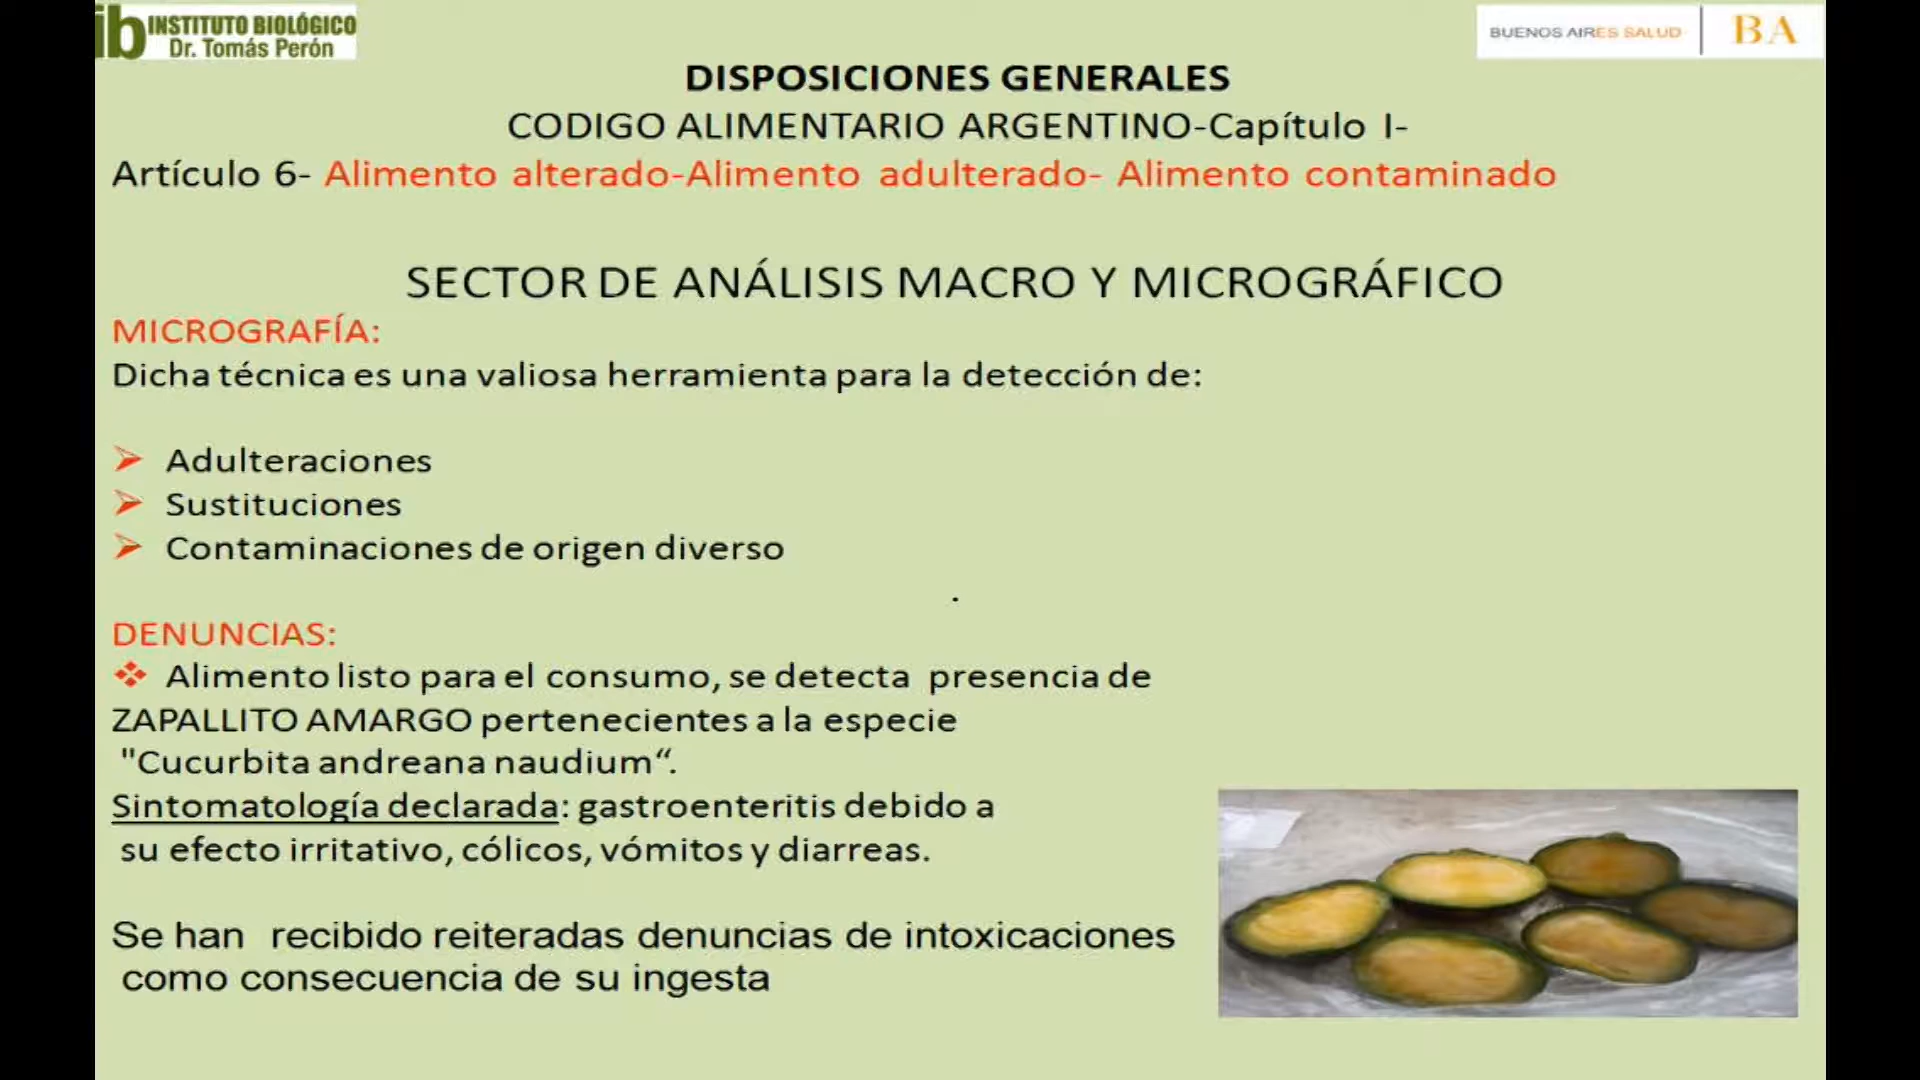 ib INSTITUTO BIOLÓGICO
Dr. Tomás Perón
BUENOS AIRES SALUD BA
DISPOSICIONES GENERALES
CODIGO ALIMENTARIO ARGENTINO-Capítulo I-
Artículo 6- Alimento alterado-Alimento adulterado- Alimento contaminado
SECTOR DE ANÁLISIS MACRO Y MICROGRÁFICO
MICROGRAFÍA:
Dicha técnica es una valiosa herramienta para la detección de:
Adulteraciones
Sustituciones
Contaminaciones de origen diverso
.
DENUNCIAS:
Alimento listo para el consumo, se detecta presencia de
ZAPALLITO AMARGO pertenecientes a la especie
"Cucurbita andreana naudium“.
Sintomatología declarada: gastroenteritis debido a
su efecto irritativo, cólicos, vómitos y diarreas.
Se han recibido reiteradas denuncias de intoxicaciones
como consecuencia de su ingesta